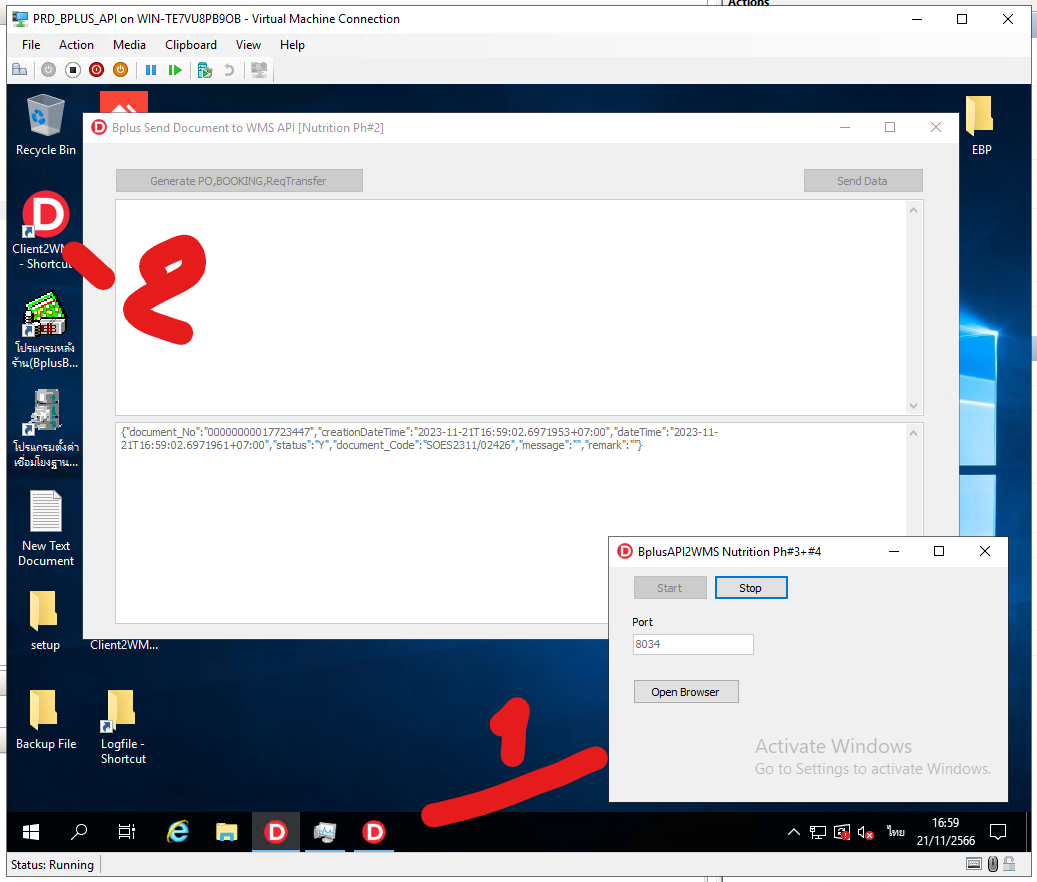 Actions
PRD_BPLUS_API on WIN-TE7VU8PB9OB - Virtual Machine Connection
File Action Media Clipboard View Help
Recycle Bin
EBP
Bplus Send Document to WMS API [Nutrition Ph#2]
Generate PO,BOOKING,ReqTransfer
Send Data
Client2WM...
- Shortcut
2
โปรแกรมหลัง
ร้าน(BplusB...
{"document_No":"00000000017723447","creationDateTime":"2023-11-21T16:59:02.6971953+07:00","dateTime":"2023-11-
21T16:59:02.6971961+07:00","status":"Y","document_Code":"SOES2311/02426","message":"","remark":""}
โปรแกรมตั้งค่า
เชื่อมโยงฐาน...
New Text
Document
setup
Client2WM...
Backup File
Logfile -
Shortcut
BplusAPI2WMS Nutrition Ph#3+#4
Start
Stop
Port
8034
Open Browser
1
Activate Windows
Go to Settings to activate Windows.
ไทย
16:59
21/11/2566
Status: Running